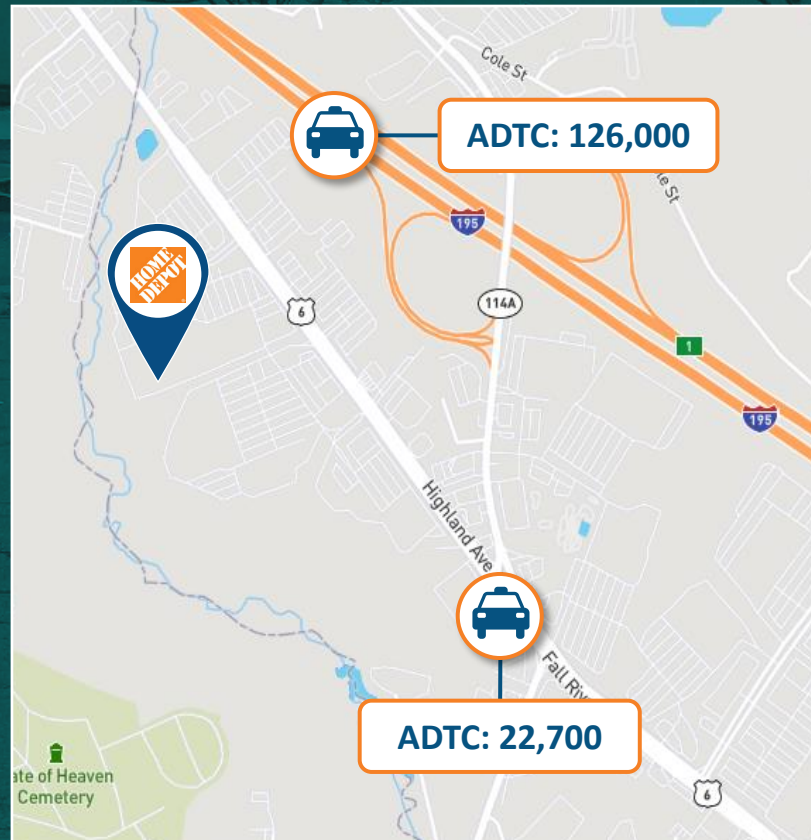 Cole St
ADTC: 126,000
le St
195
HOME
DEPOT
6
114A
1
195
Highland Ave
Fall Riv
ADTC: 22,700
ate of Heaven
Cemetery
6